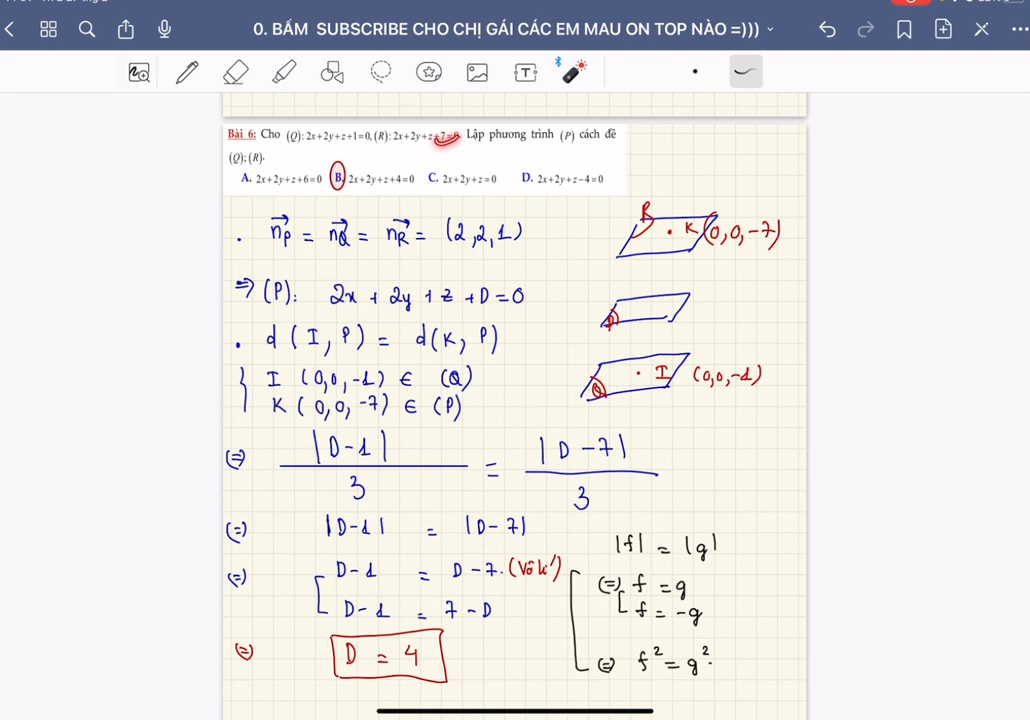 0. BẤM SUBSCRIBE CHO CHỊ GÁI CÁC EM MAU ON TOP NÀO =)))
Bài 6: Cho (Q): 2x+2y+z+1=0, (R): 2x+2y+z+7=0. Lập phương trình (P) cách đề
(Q);(R).
A. 2x+2y+z+6=0 B. 2x+2y+z+4=0 C. 2x+2y+z=0 D. 2x+2y+z−4=0
. n⃗P = n⃗Q = n⃗R = (2,2,1)
R . K (0,0,−7)
⇒ (P): 2x + 2y + z + D = 0
P
. d(I, P) = d(K, P)
{ I (0,0,−1) ∈ (Q)
K (0,0,−7) ∈ (P)
Q . I (0,0,−1)
(=) |D−1| / 3 = |D−7| / 3
(=) |D−1| = |D−7|
(=) [ D−1 = D−7. (Vô lí)
D−1 = 7−D
(=) D = 4
|f| = |g|
(=) [ f = g
f = −g
(=) f² = g².